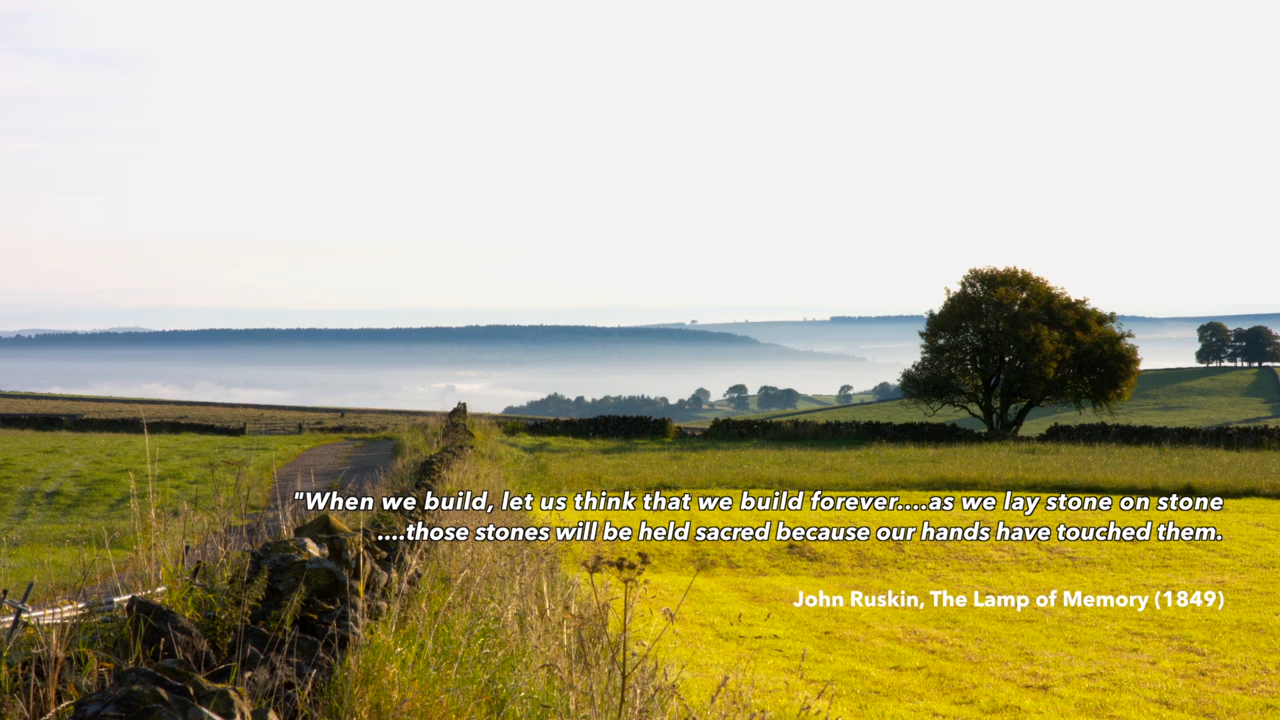 "When we build, let us think that we build forever....as we lay stone on stone
....those stones will be held sacred because our hands have touched them.
John Ruskin, The Lamp of Memory (1849)